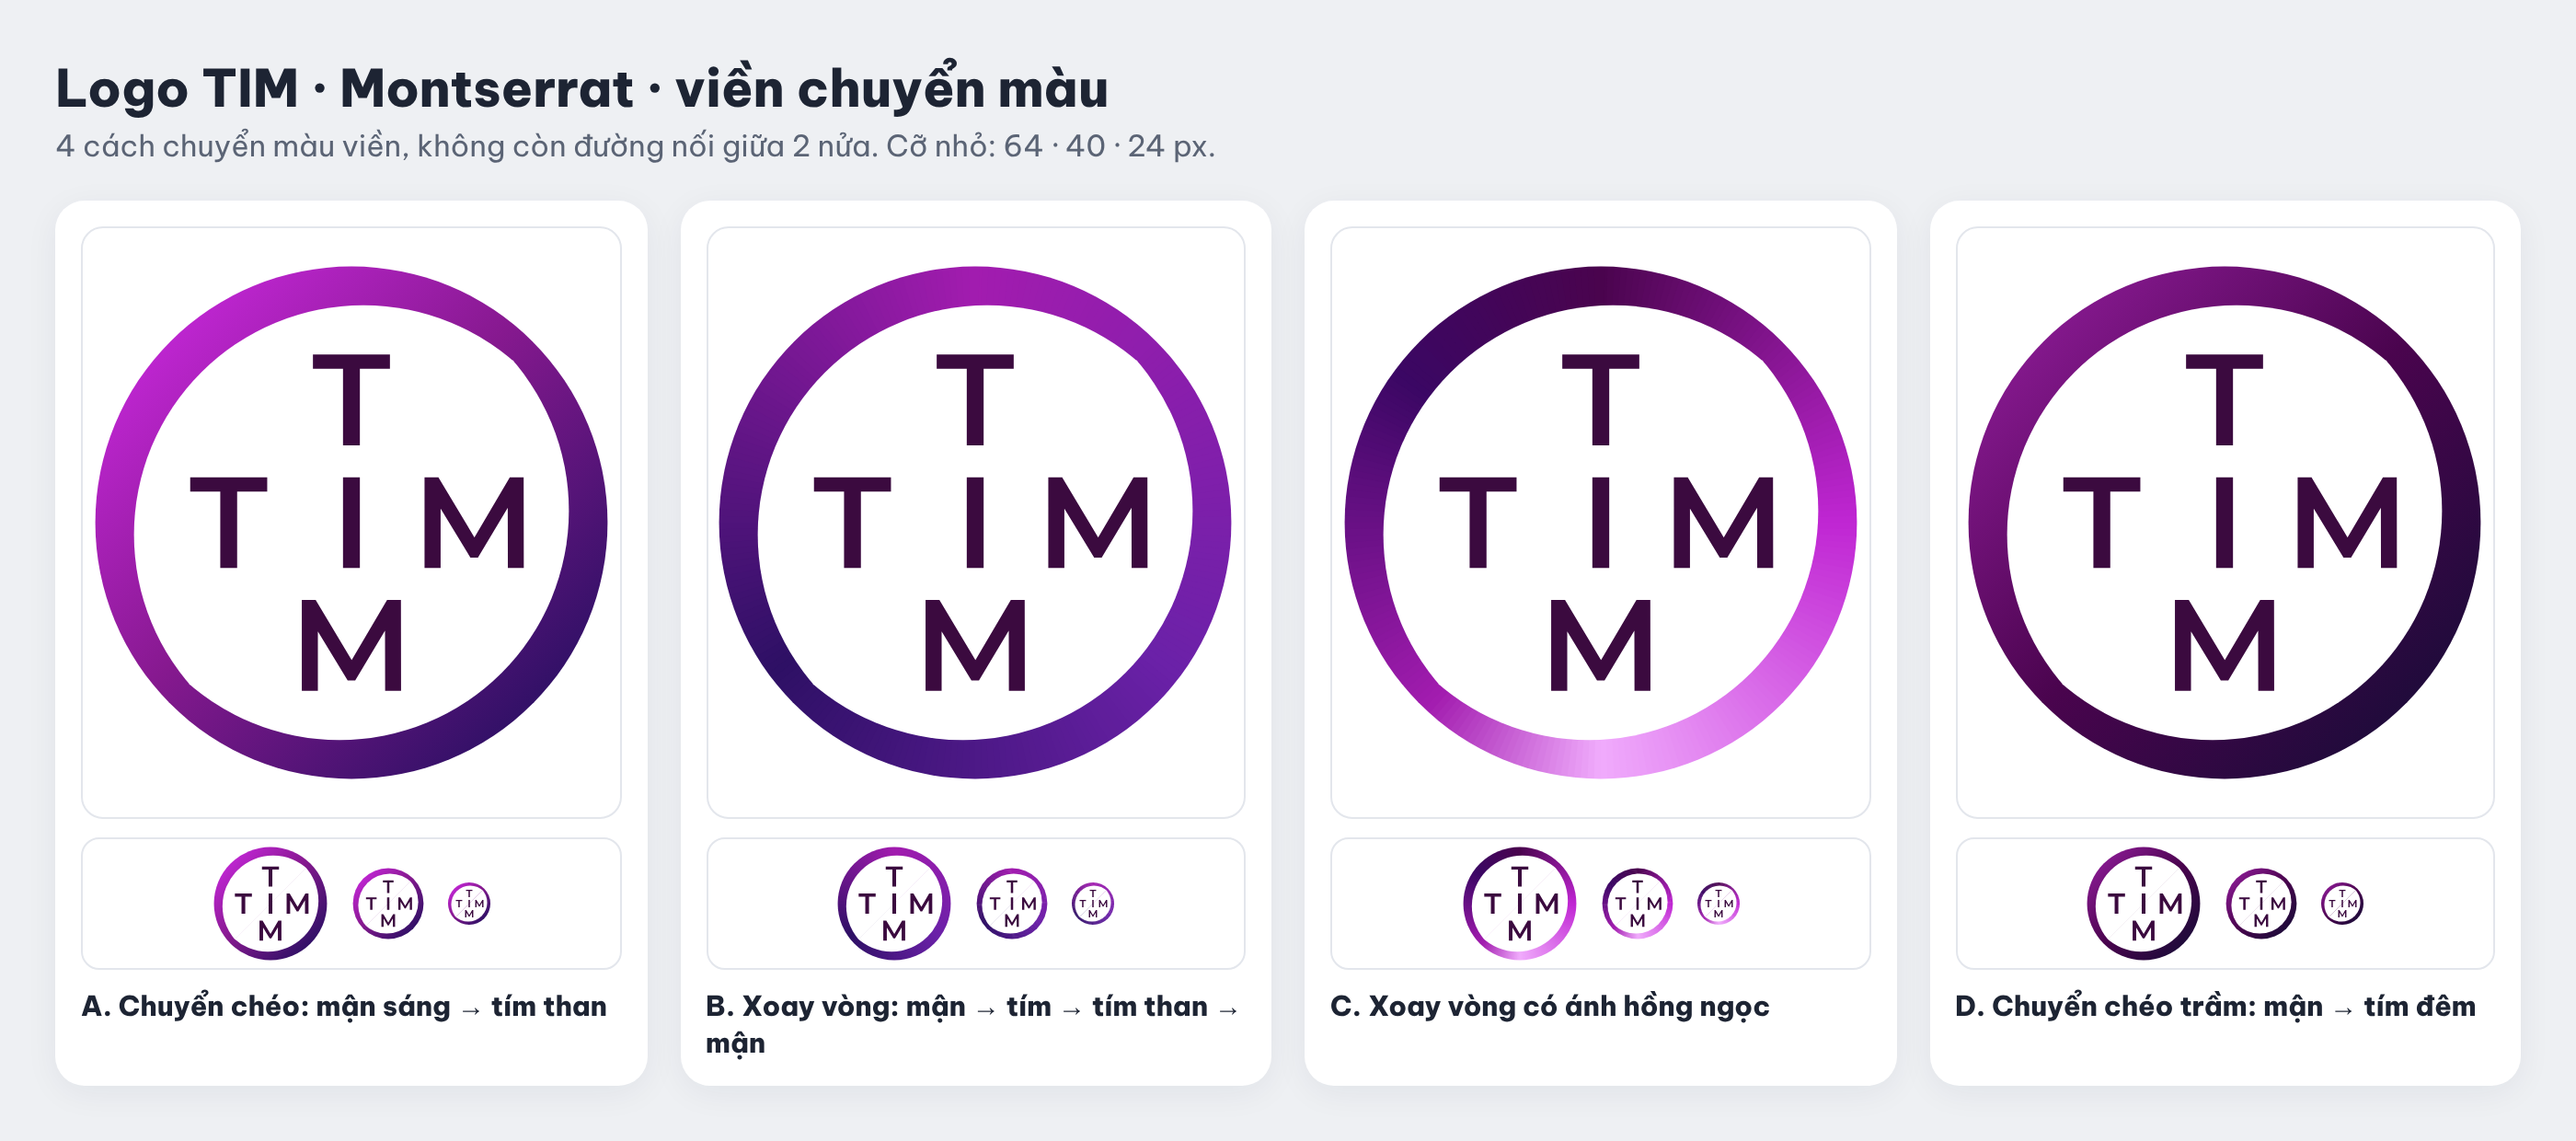 Logo TIM · Montserrat · viền chuyển màu
4 cách chuyển màu viền, không còn đường nối giữa 2 nửa. Cỡ nhỏ: 64 · 40 · 24 px.
T
T I M
M
T
T I M
M
T
T I M
M
T
T I M
M
T
T I M
M
T
T I M
M
T
T I M
M
T
T I M
M
T
T I M
M
T
T I M
M
T
T I M
M
T
T I M
M
T
T I M
M
T
T I M
M
T
T I M
M
T
T I M
M
A. Chuyển chéo: mận sáng → tím than
B. Xoay vòng: mận → tím → tím than →
mận
C. Xoay vòng có ánh hồng ngọc
D. Chuyển chéo trầm: mận → tím đêm